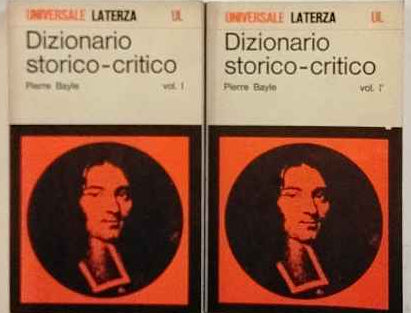 UNIVERSALE LATERZA UL
Dizionario
storico-critico
Pierre Bayle vol. I
UNIVERSALE LATERZA UL
Dizionario
storico-critico
Pierre Bayle vol.